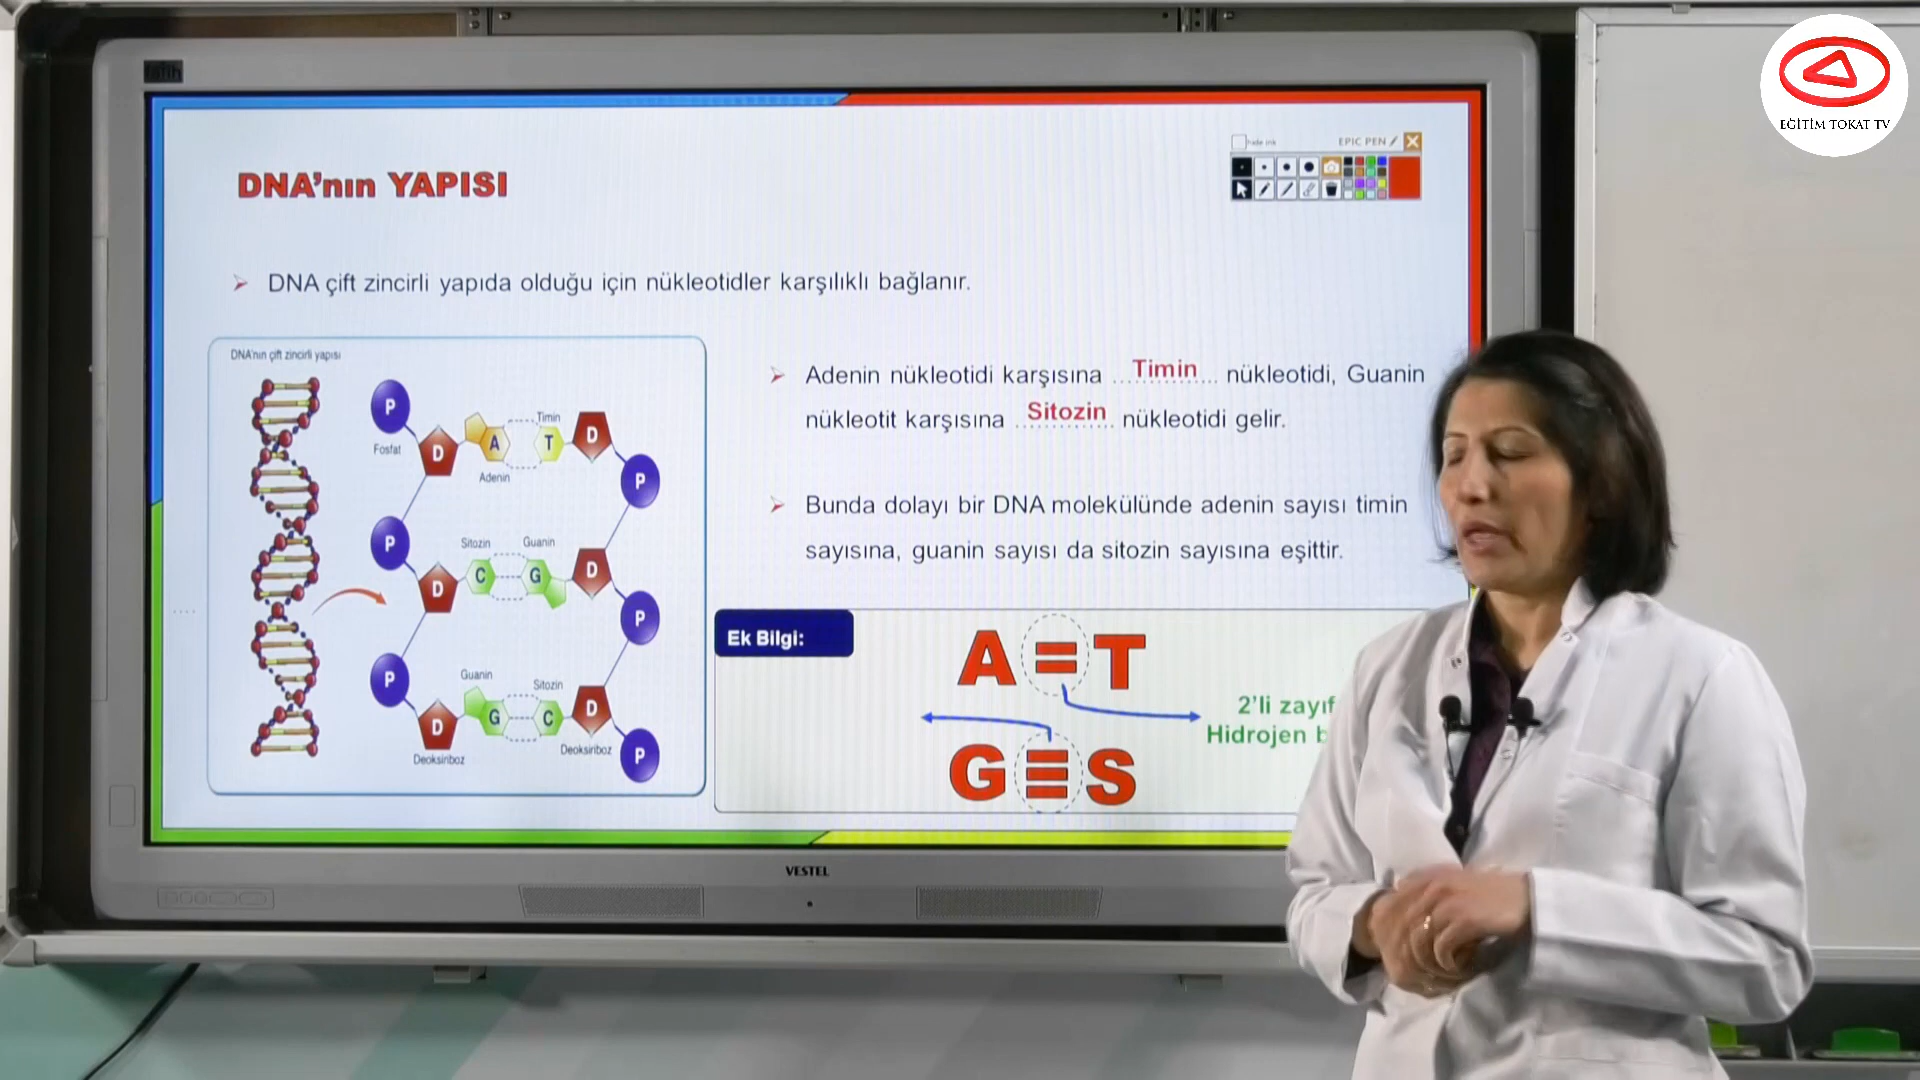 EĞİTİM TOKAT TV
fatih
hide ink
EPIC PEN
DNA'nın YAPISI
DNA çift zincirli yapıda olduğu için nükleotidler karşılıklı bağlanır.
DNA'nın çift zincirli yapısı
P
Fosfat
D
A
Adenin
Timin
T
D
P
P
Sitozin
Guanin
D
C
G
D
P
P
Guanin
Sitozin
D
G
C
D
Deoksiriboz
Deoksiriboz
P
Adenin nükleotidi karşısına ... Timin ... nükleotidi, Guanin
nükleotit karşısına ... Sitozin ... nükleotidi gelir.
Bunda dolayı bir DNA molekülünde adenin sayısı timin
sayısına, guanin sayısı da sitozin sayısına eşittir.
Ek Bilgi:
A = T
2'li zayıf
Hidrojen b
G ≡ S
VESTEL